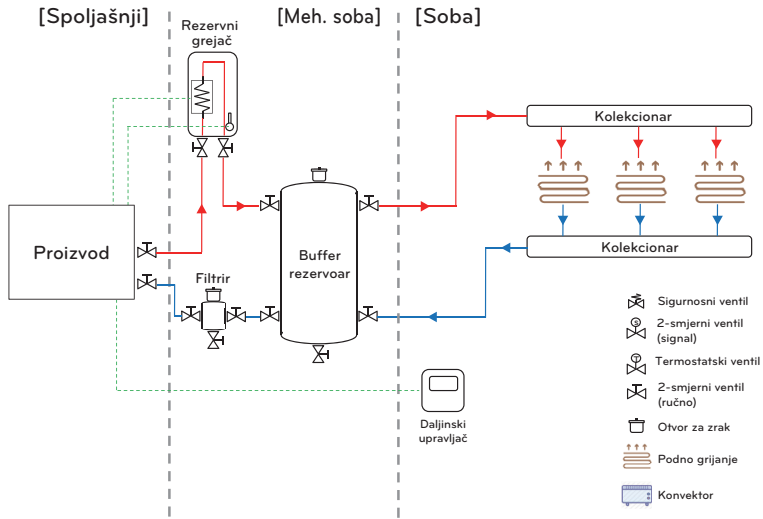 [Spoljašnji]
[Meh. soba]
[Soba]
Rezervni
grejač
Kolekcionar
Proizvod
Buffer
rezervoar
Kolekcionar
Filtrir
Sigurnosni ventil
S
2-smjerni ventil
(signal)
T
Termostatski ventil
2-smjerni ventil
(ručno)
Daljinski
upravljač
Otvor za zrak
Podno grijanje
Konvektor